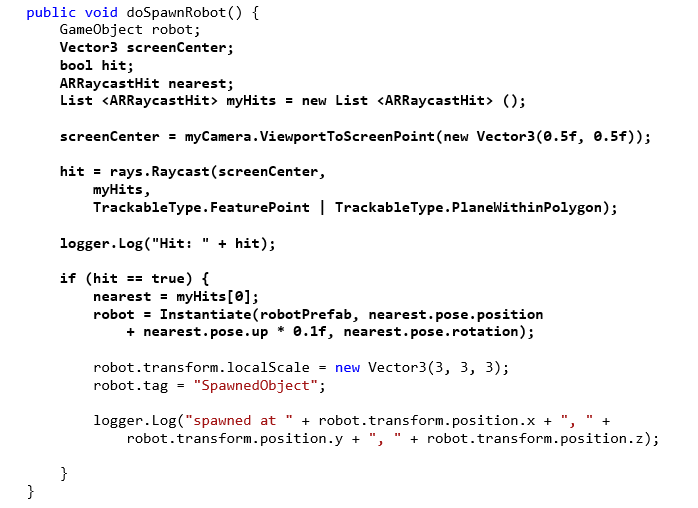 public void doSpawnRobot() {
    GameObject robot;
    Vector3 screenCenter;
    bool hit;
    ARRaycastHit nearest;
    List <ARRaycastHit> myHits = new List <ARRaycastHit> ();

    screenCenter = myCamera.ViewportToScreenPoint(new Vector3(0.5f, 0.5f));

    hit = rays.Raycast(screenCenter,
        myHits,
        TrackableType.FeaturePoint | TrackableType.PlaneWithinPolygon);

    logger.Log("Hit: " + hit);

    if (hit == true) {
        nearest = myHits[0];
        robot = Instantiate(robotPrefab, nearest.pose.position
            + nearest.pose.up * 0.1f, nearest.pose.rotation);

        robot.transform.localScale = new Vector3(3, 3, 3);
        robot.tag = "SpawnedObject";

        logger.Log("spawned at " + robot.transform.position.x + ", " +
            robot.transform.position.y + ", " + robot.transform.position.z);

    }
}